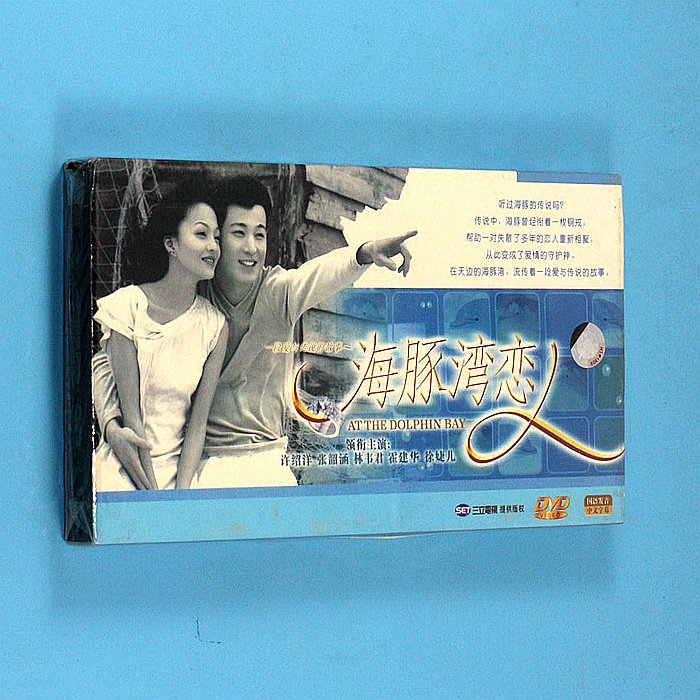 听过海豚的传说吗?
传说中,海豚曾经衔着一枚铜戒,
帮助一对失散了多年的恋人重新相聚,
从此变成了爱情的守护神。
在天边的海豚湾,流传着一段爱与传说的故事。
一段爱与传说的故事
海豚湾恋人
AT THE DOLPHIN BAY
领衔主演:
许绍洋 张韶涵 林韦君 霍建华 徐婕儿
SET 三立電視 提供版权
DVD
国语发音
中文字幕